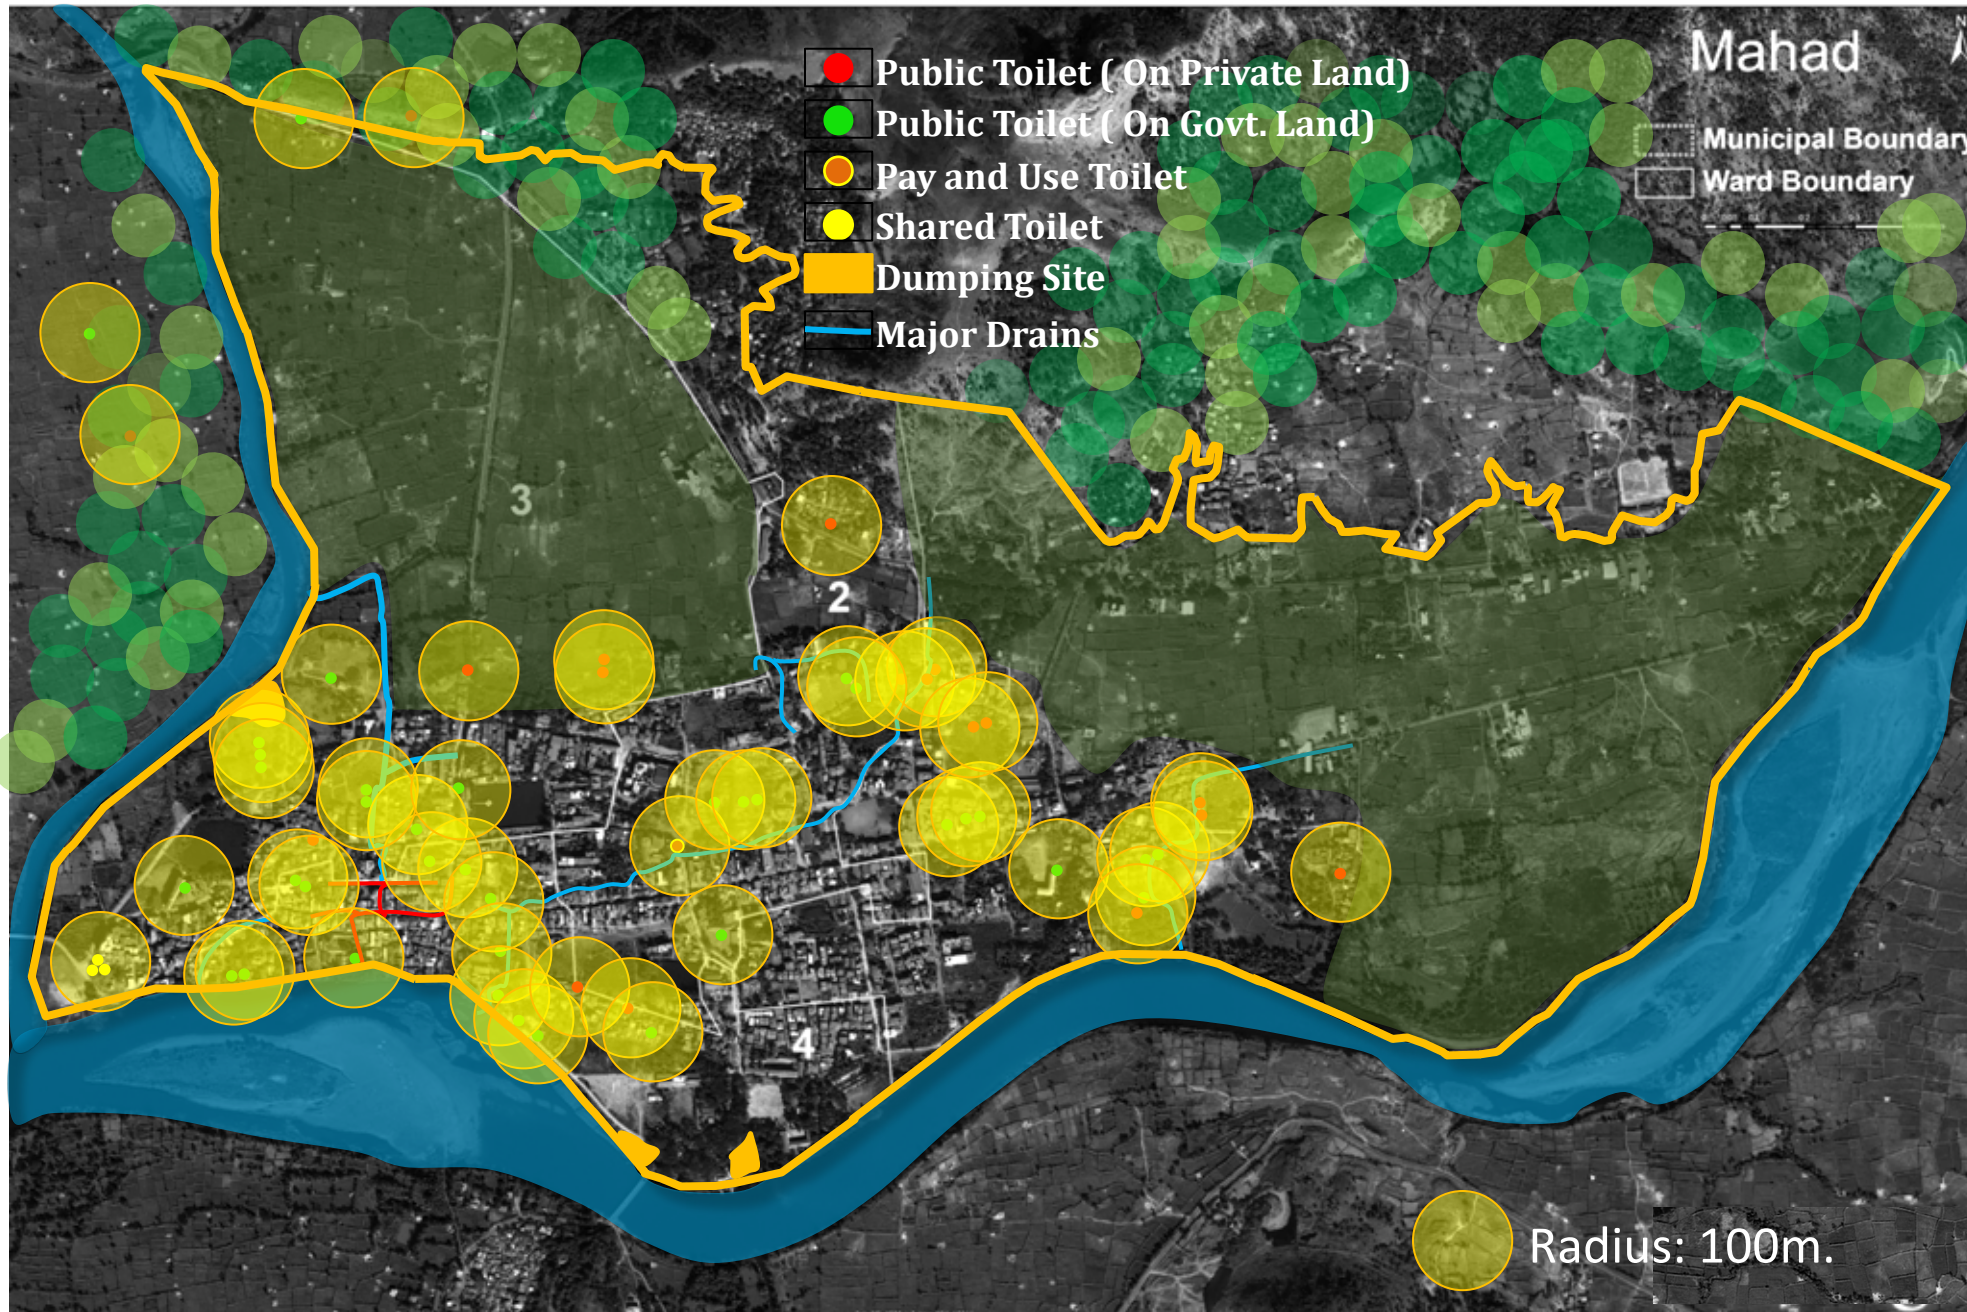 Public Toilet ( On Private Land)
Public Toilet ( On Govt. Land)
Pay and Use Toilet
Shared Toilet
Dumping Site
Major Drains
Mahad
N
Municipal Boundary
Ward Boundary
3
2
4
Radius: 100m.